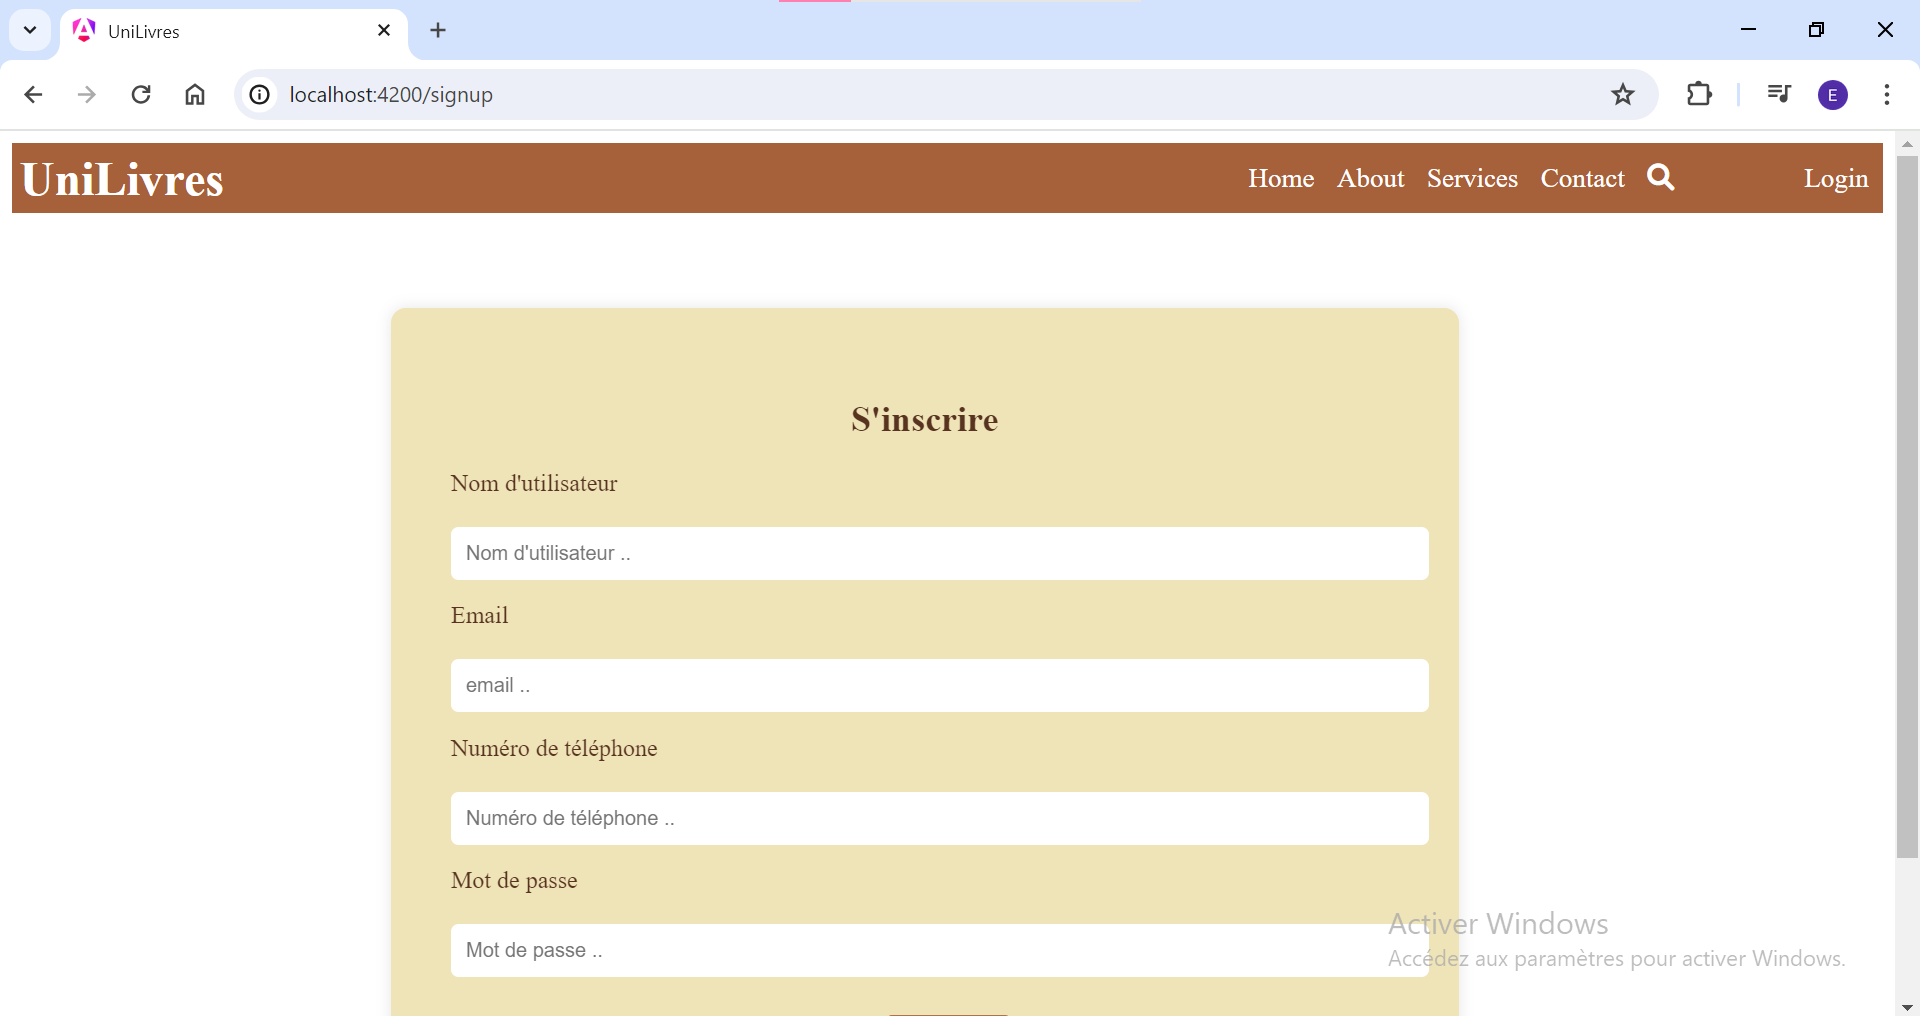 UniLivres
localhost:4200/signup
E
UniLivres
Home About Services Contact Login
S'inscrire
Nom d'utilisateur
Nom d'utilisateur ..
Email
email ..
Numéro de téléphone
Numéro de téléphone ..
Mot de passe
Mot de passe ..
Activer Windows
Accédez aux paramètres pour activer Windows.